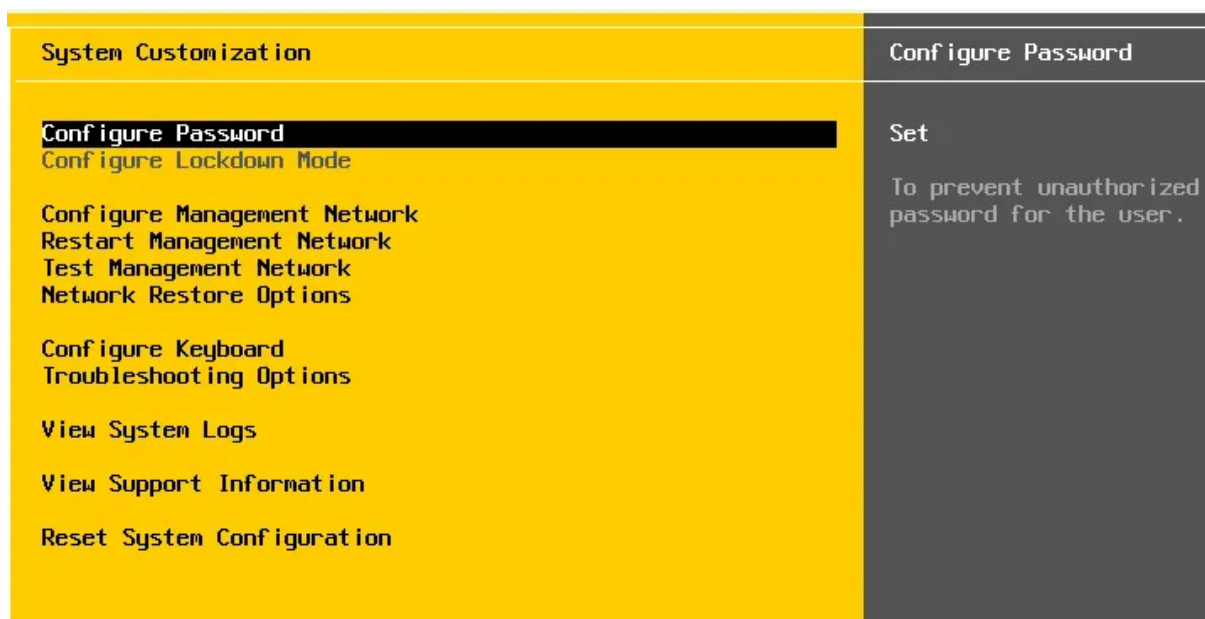 System Customization
Configure Password
Configure Lockdown Mode
Configure Management Network
Restart Management Network
Test Management Network
Network Restore Options
Configure Keyboard
Troubleshooting Options
View System Logs
View Support Information
Reset System Configuration
Configure Password
Set
To prevent unauthorized
password for the user.